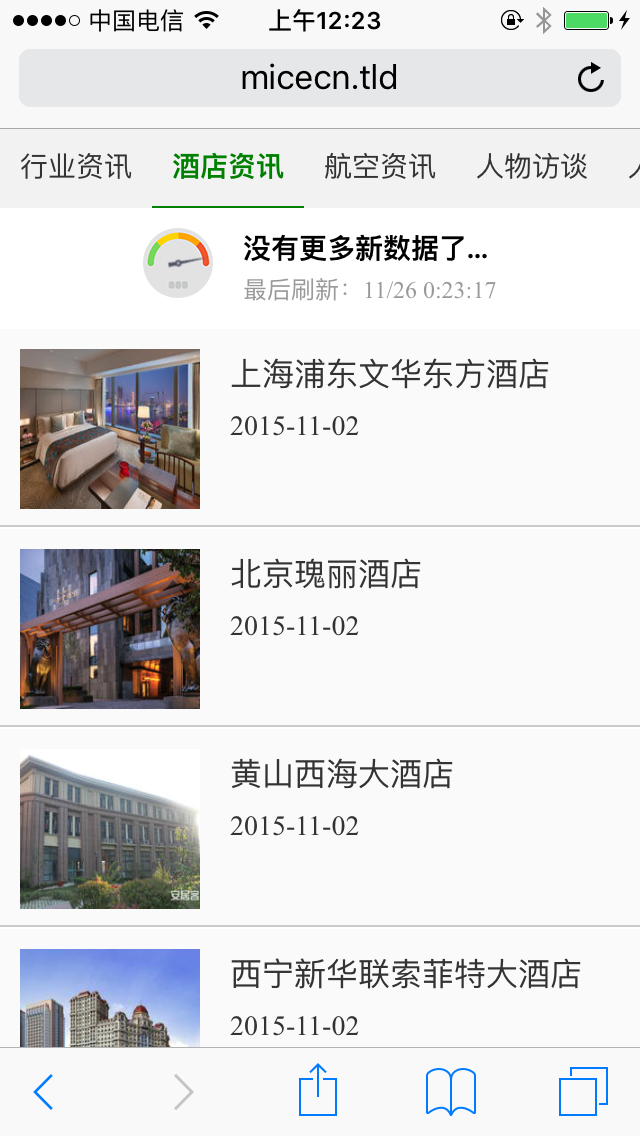 中国电信 上午12:23
micecn.tld
行业资讯 酒店资讯 航空资讯 人物访谈
没有更多新数据了...
最后刷新：11/26 0:23:17
上海浦东文华东方酒店
2015-11-02
北京瑰丽酒店
2015-11-02
黄山西海大酒店
2015-11-02
安居客
西宁新华联索菲特大酒店
2015-11-02